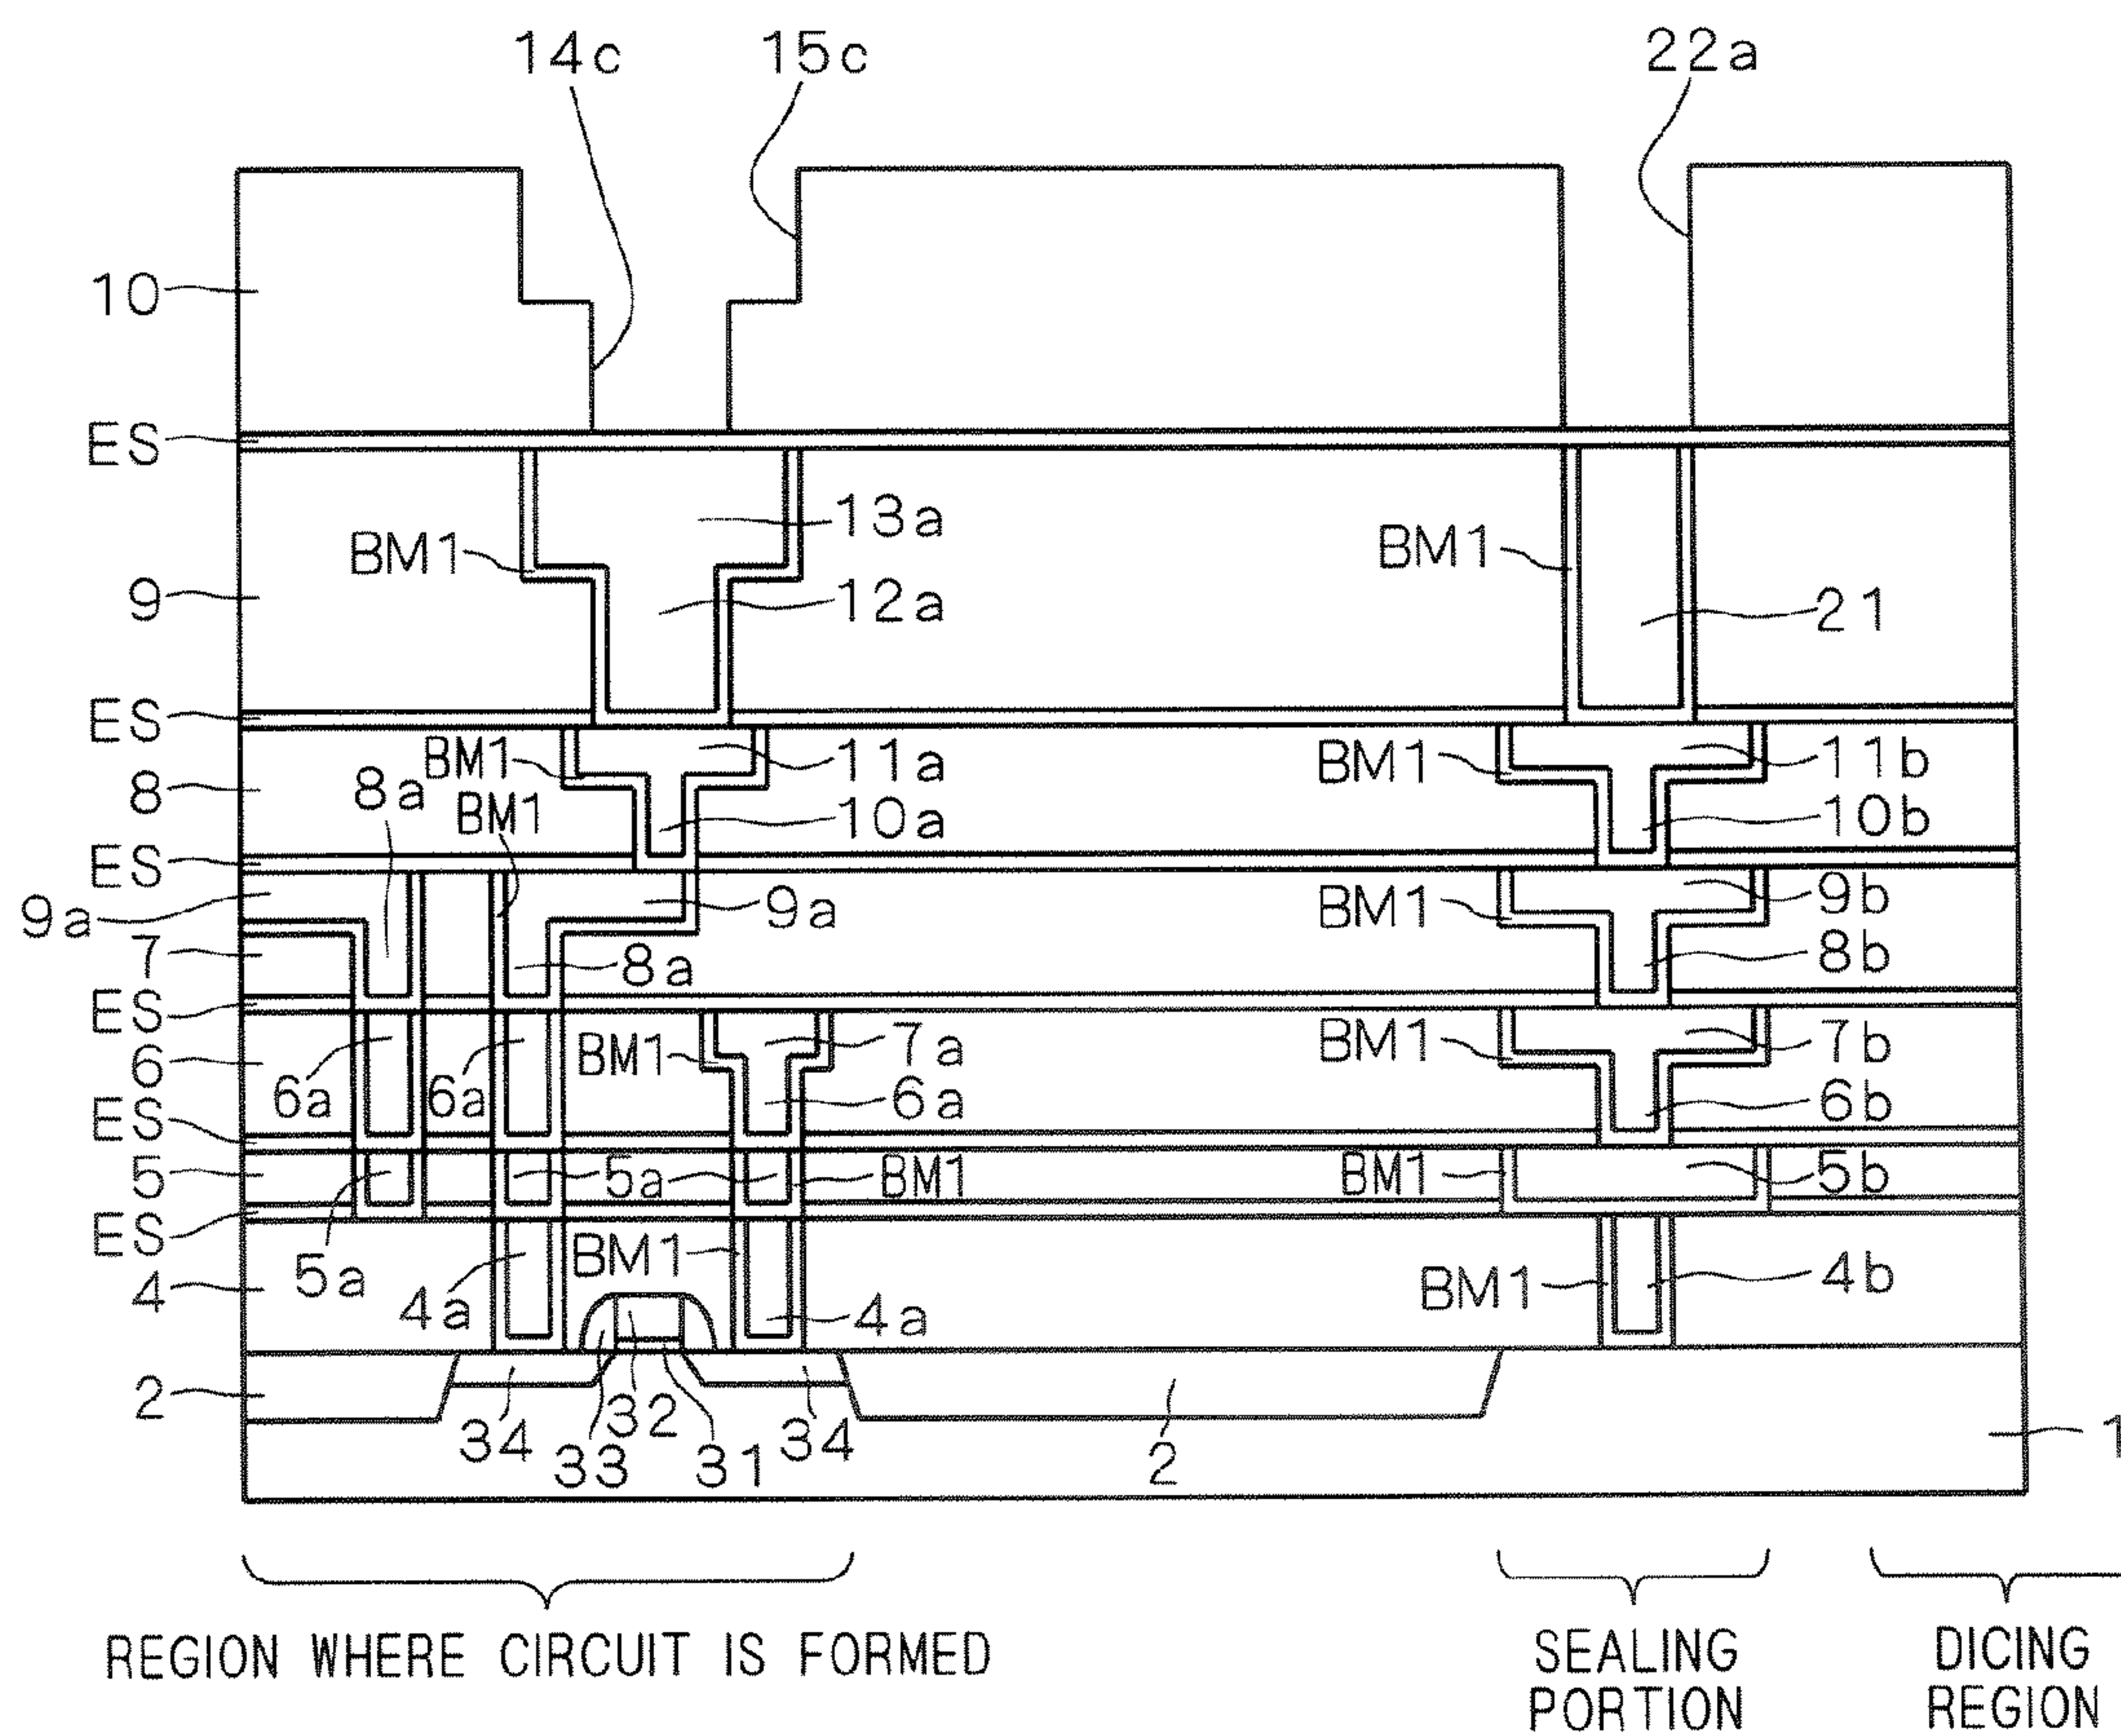 14c 15c 22a
10
ES
13a
BM1 BM1
9 12a 21
ES
BM1 11a BM1 11b
8 8a
BM1 10a 10b
ES
9a 9a BM1 9b
7 8a 8b
ES
BM1 7a BM1 7b
6 6a 6a 6a 6b
ES
5 5a BM1 BM1 5b
ES
5a BM1 BM1 4b
4 4a 4a
2 32
34 33 31 34 2 1
REGION WHERE CIRCUIT IS FORMED
SEALING
PORTION
DICING
REGION